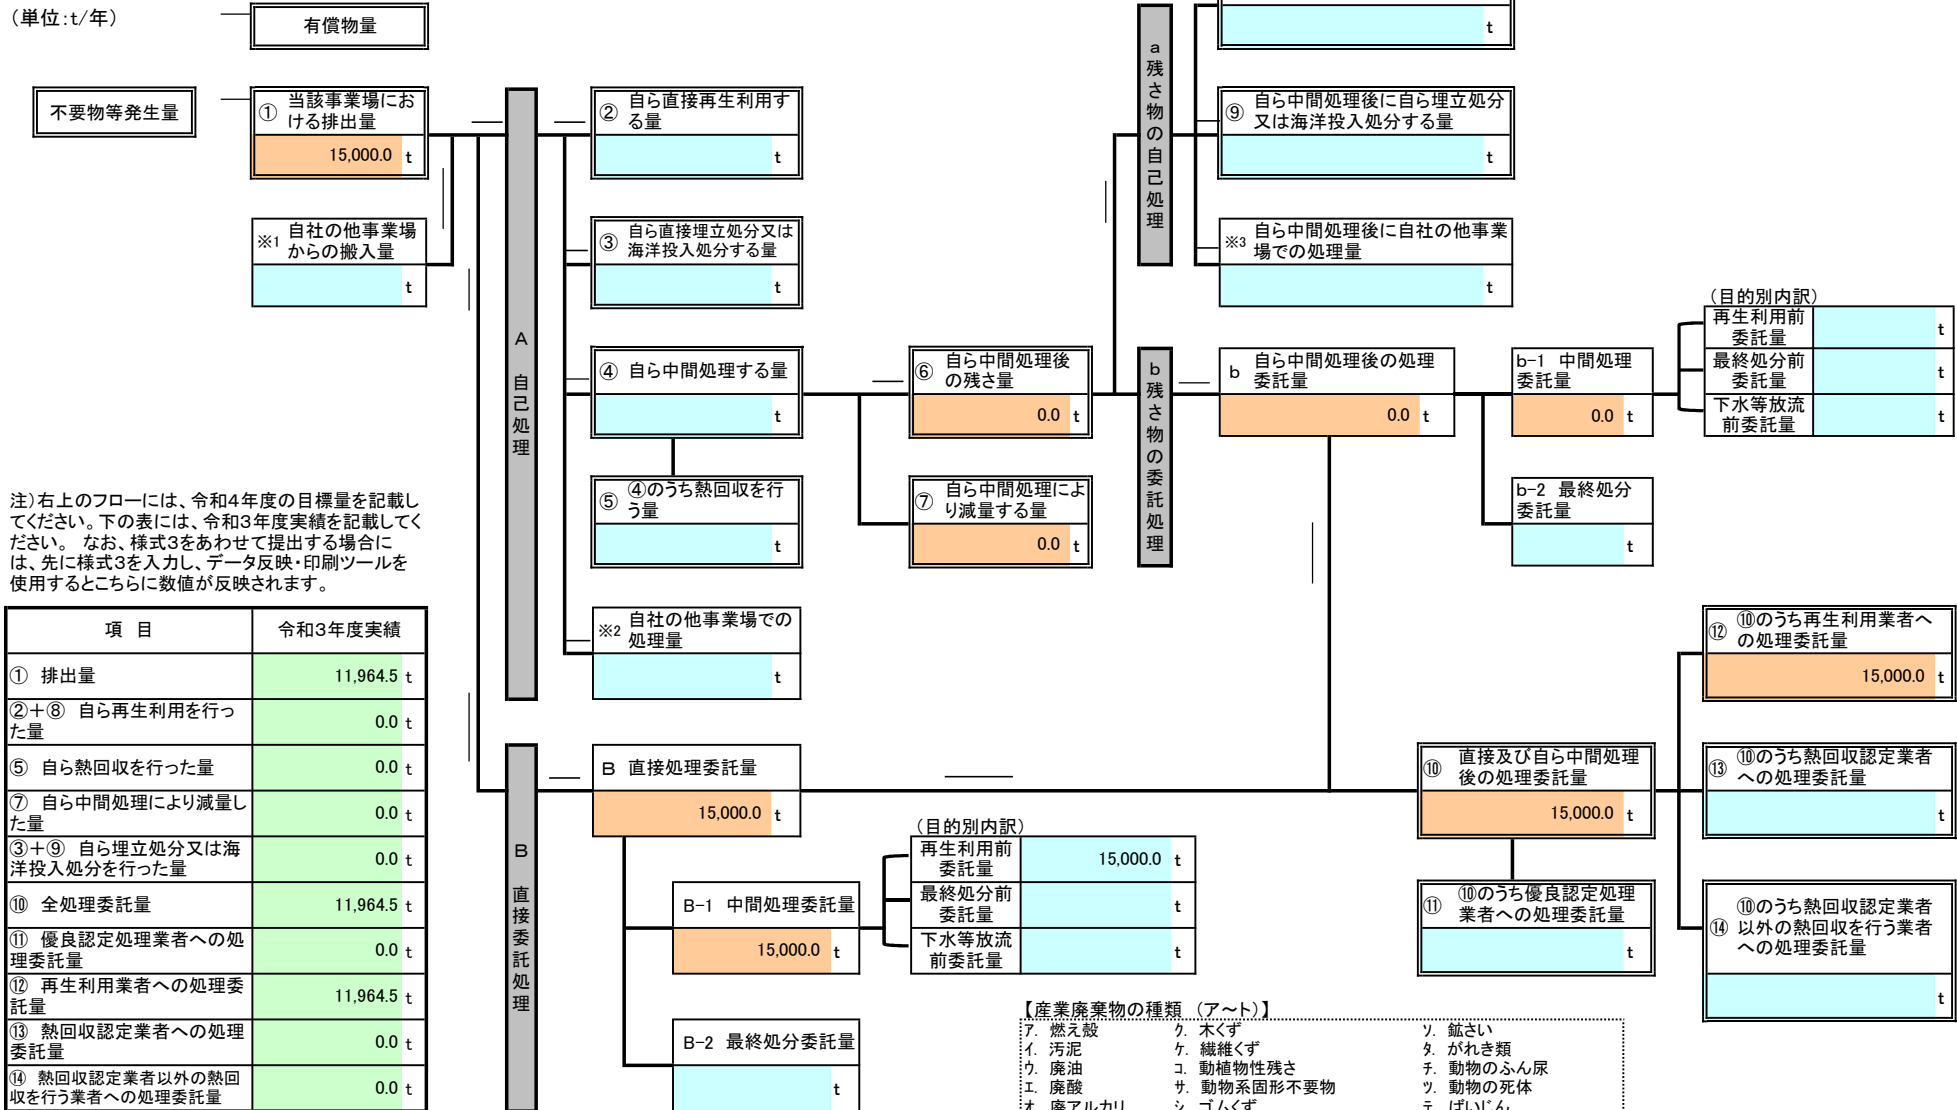 （単位：t/年）
有償物量
t
不要物等発生量
① 当該事業場にお
ける排出量
15,000.0 t
※1 自社の他事業場
からの搬入量
t
A 自己処理
② 自ら直接再生利用す
る量
t
③ 自ら直接埋立処分又は
海洋投入処分する量
t
④ 自ら中間処理する量
t
⑤ ④のうち熱回収を行
う量
t
※2 自社の他事業場での
処理量
t
⑥ 自ら中間処理後
の残さ量
0.0 t
⑦ 自ら中間処理によ
り減量する量
0.0 t
a 残さ物の自己処理
⑨ 自ら中間処理後に自ら埋立処分
又は海洋投入処分する量
t
※3 自ら中間処理後に自社の他事業
場での処理量
t
b 残さ物の委託処理
b 自ら中間処理後の処理
委託量
0.0 t
b-1 中間処理
委託量
0.0 t
b-2 最終処分
委託量
t
（目的別内訳）
再生利用前
委託量
t
最終処分前
委託量
t
下水等放流
前委託量
t
注）右上のフローには、令和４年度の目標量を記載し
てください。下の表には、令和３年度実績を記載してく
ださい。 なお、様式３をあわせて提出する場合に
は、先に様式３を入力し、データ反映・印刷ツールを
使用するとこちらに数値が反映されます。
項 目 令和３年度実績
① 排出量 11,964.5 t
②＋⑧ 自ら再生利用を行っ
た量 0.0 t
⑤ 自ら熱回収を行った量 0.0 t
⑦ 自ら中間処理により減量し
た量 0.0 t
③＋⑨ 自ら埋立処分又は海
洋投入処分を行った量 0.0 t
⑩ 全処理委託量 11,964.5 t
⑪ 優良認定処理業者への処
理委託量 0.0 t
⑫ 再生利用業者への処理委
託量 11,964.5 t
⑬ 熱回収認定業者への処理
委託量 0.0 t
⑭ 熱回収認定業者以外の熱回
収を行う業者への処理委託量 0.0 t
B 直接委託処理
B 直接処理委託量
15,000.0 t
B-1 中間処理委託量
15,000.0 t
B-2 最終処分委託量
t
（目的別内訳）
再生利用前
委託量
15,000.0 t
最終処分前
委託量
t
下水等放流
前委託量
t
⑩ 直接及び自ら中間処理
後の処理委託量
15,000.0 t
⑪ ⑩のうち優良認定処理
業者への処理委託量
t
⑫ ⑩のうち再生利用業者へ
の処理委託量
15,000.0 t
⑬ ⑩のうち熱回収認定業者
への処理委託量
t
⑭ ⑩のうち熱回収認定業者
以外の熱回収を行う業者
への処理委託量
t
【産業廃棄物の種類 （ア～ト）】
ア． 燃え殻 ク． 木くず ソ． 鉱さい
イ． 汚泥 ケ． 繊維くず タ． がれき類
ウ． 廃油 コ． 動植物性残さ チ． 動物のふん尿
エ． 廃酸 サ． 動物系固形不要物 ツ． 動物の死体
オ． 廃アルカリ シ． ゴムくず テ． ばいじん